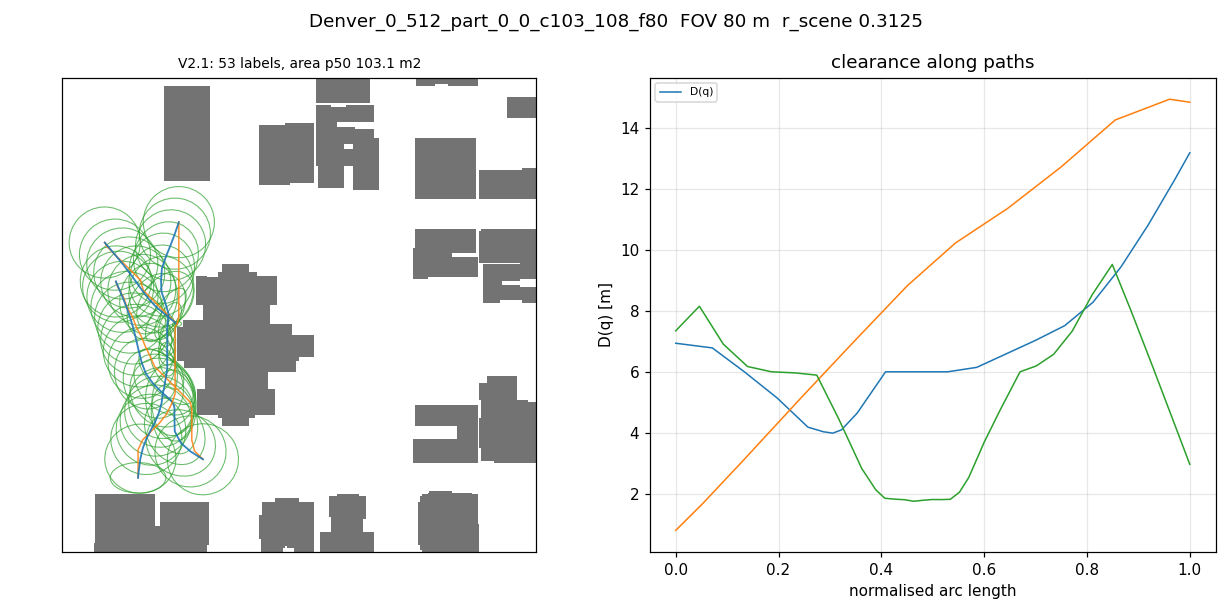 Denver_0_512_part_0_0_c103_108_f80  FOV 80 m  r_scene 0.3125
V2.1: 53 labels, area p50 103.1 m2
clearance along paths
D(q)
14
12
10
8
6
4
2
D(q) [m]
0.0 0.2 0.4 0.6 0.8 1.0
normalised arc length